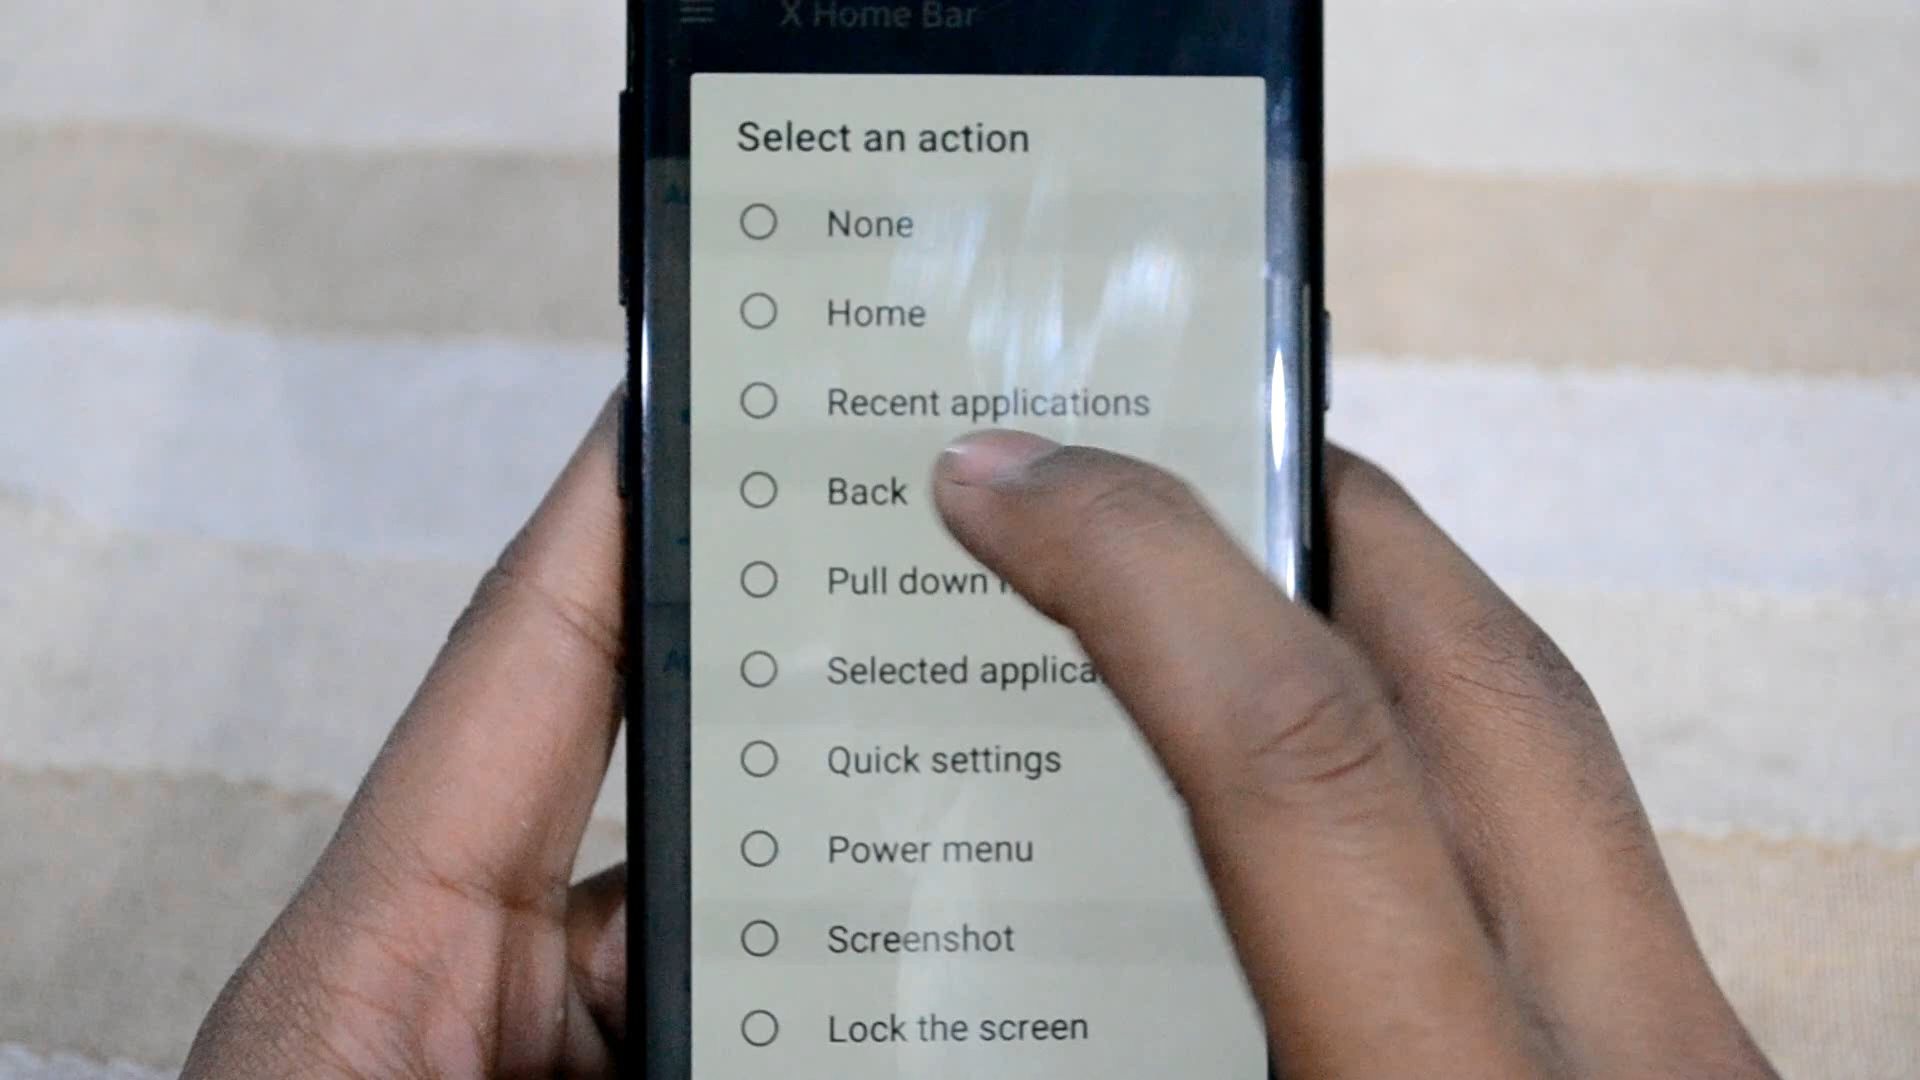 X Home Bar
Select an action
None
Home
Recent applications
Back
Pull down
Selected applica
Quick settings
Power menu
Screenshot
Lock the screen